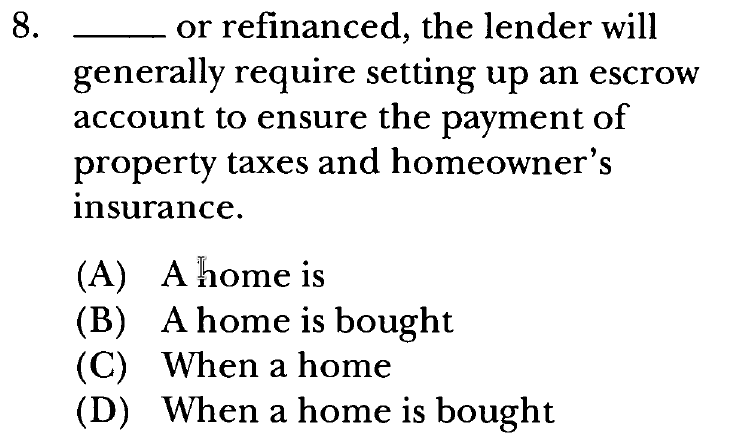 8. _____ or refinanced, the lender will
generally require setting up an escrow
account to ensure the payment of
property taxes and homeowner's
insurance.
(A) A home is
(B) A home is bought
(C) When a home
(D) When a home is bought